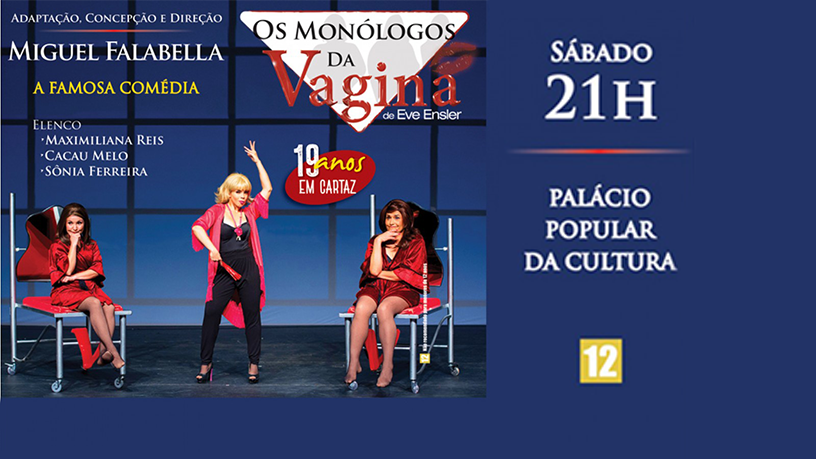 Adaptação, Concepção e Direção
Miguel Falabella
A FAMOSA COMÉDIA
Elenco
·Maximiliana Reis
·Cacau Melo
·Sônia Ferreira
Os Monólogos
da
Vagina
de Eve Ensler
19 anos
EM CARTAZ
SÁBADO
21H
PALÁCIO
POPULAR
DA CULTURA
12